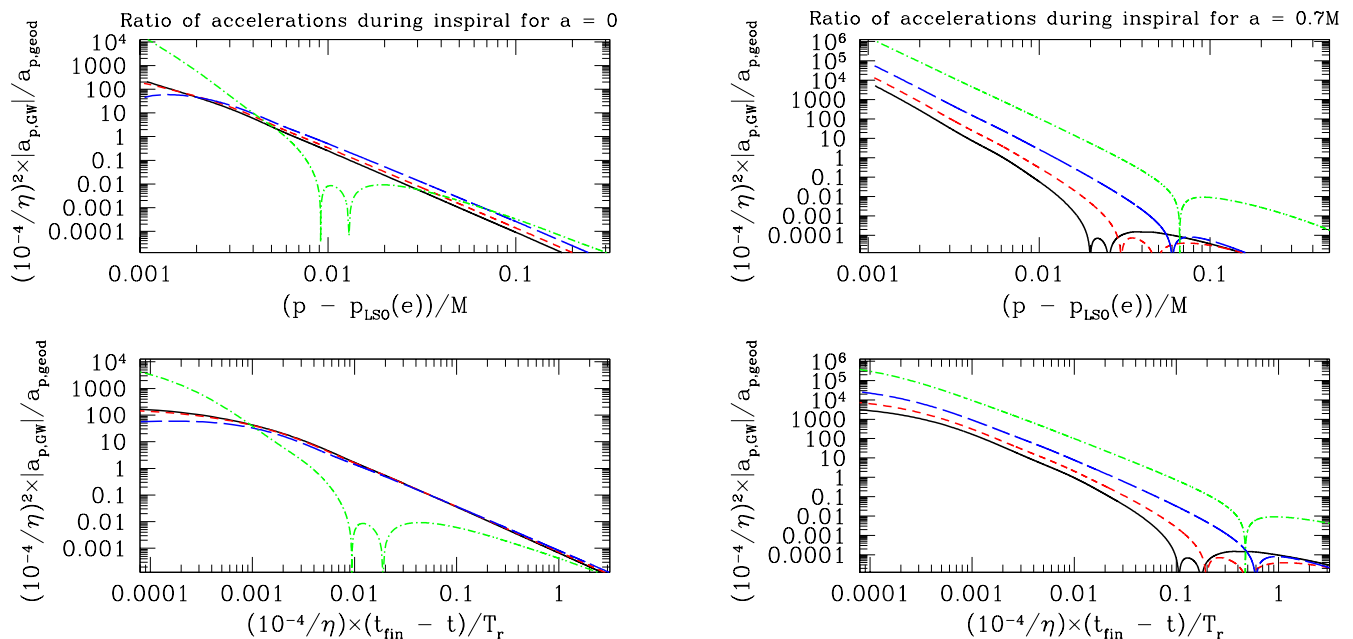 Ratio of accelerations during inspiral for a = 0
(10⁻⁴/η)²×|a_p,GW|/a_p,geod
10⁴
1000
100
10
1
0.1
0.01
0.001
0.0001
0.001 0.01 0.1
(p − p_LSO(e))/M
Ratio of accelerations during inspiral for a = 0.7M
(10⁻⁴/η)²×|a_p,GW|/a_p,geod
10⁶
10⁵
10⁴
1000
100
10
1
0.1
0.01
0.001
0.0001
0.001 0.01 0.1
(p − p_LSO(e))/M
(10⁻⁴/η)²×|a_p,GW|/a_p,geod
10⁴
1000
100
10
1
0.1
0.01
0.001
0.0001 0.001 0.01 0.1 1
(10⁻⁴/η)×(t_fin − t)/T_r
(10⁻⁴/η)²×|a_p,GW|/a_p,geod
10⁶
10⁵
10⁴
1000
100
10
1
0.1
0.01
0.001
0.0001
0.0001 0.001 0.01 0.1 1
(10⁻⁴/η)×(t_fin − t)/T_r